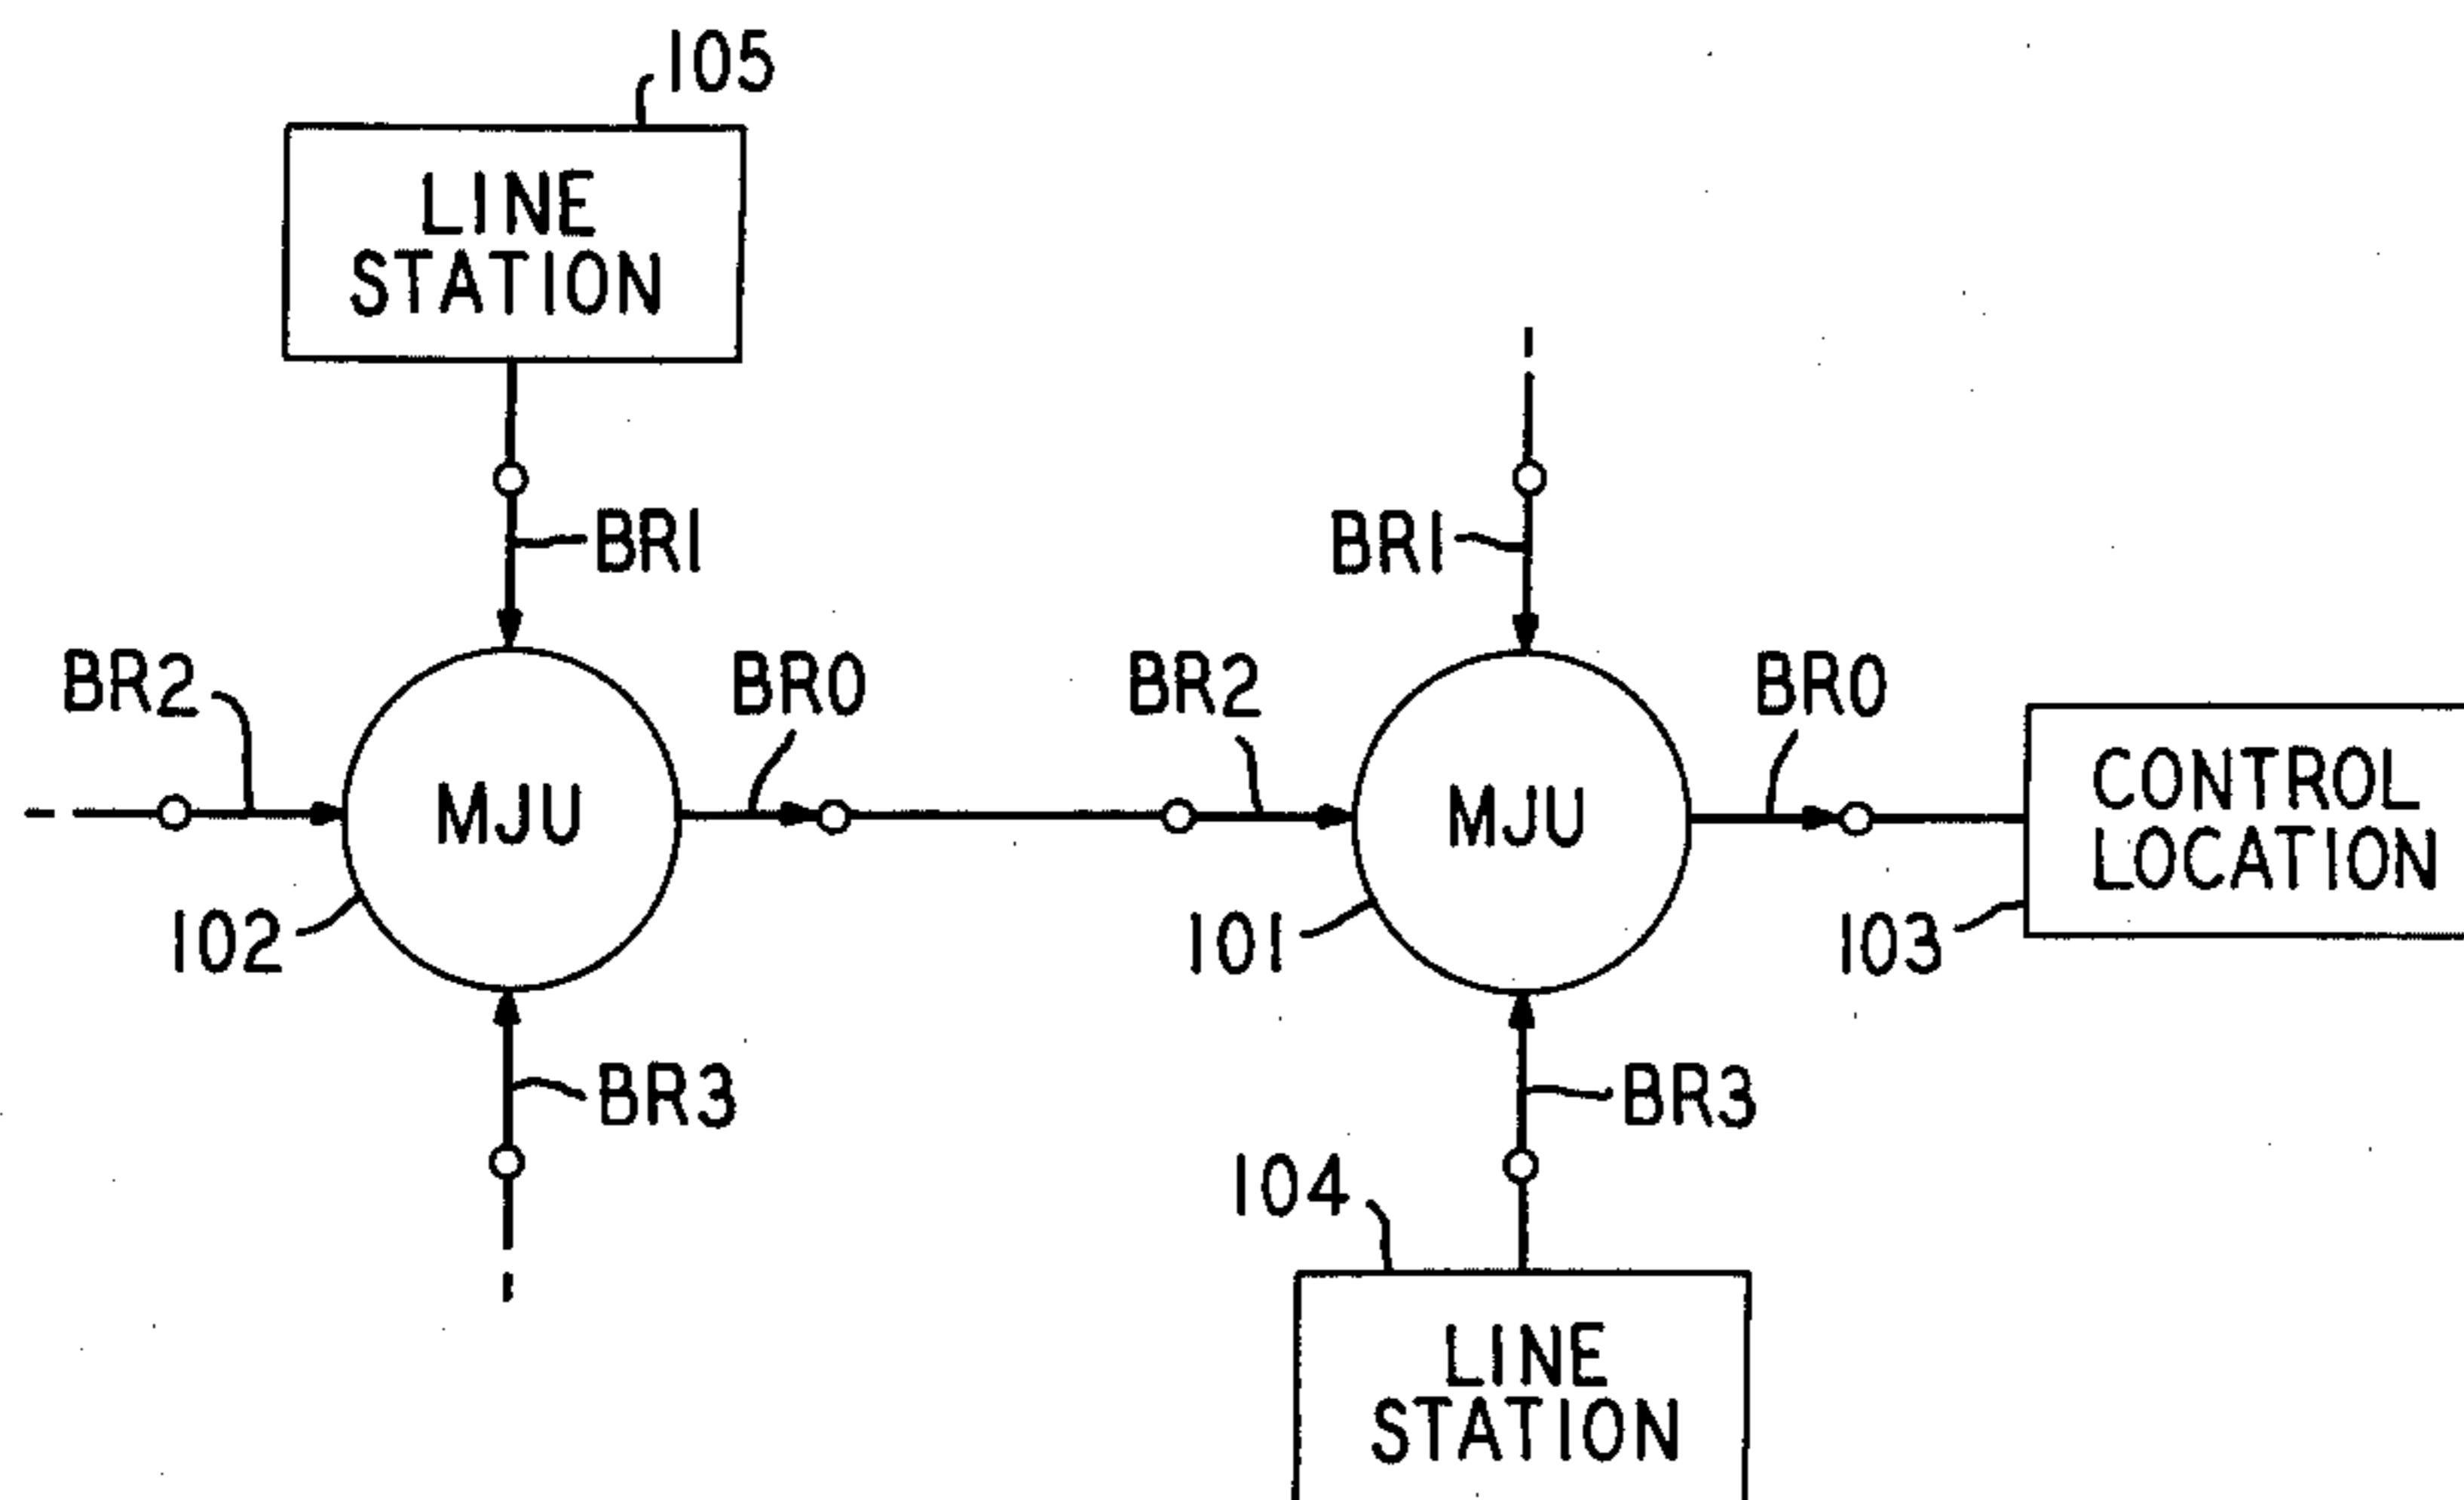 105
LINE
STATION
BR1
BR1
BR2
BR0
BR2
BR0
MJU
MJU
CONTROL
LOCATION
102
101
103
BR3
BR3
104
LINE
STATION